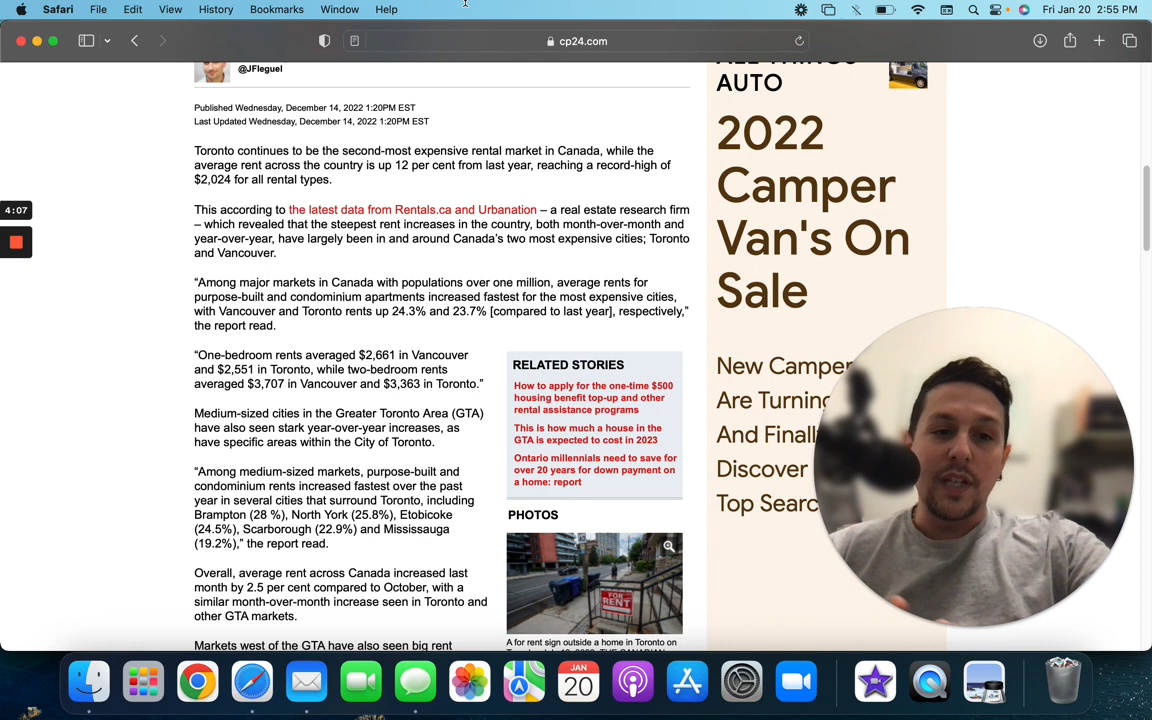 Safari File Edit View History Bookmarks Window Help Fri Jan 20 2:55 PM
cp24.com
@JFleguel
Published Wednesday, December 14, 2022 1:20PM EST
Last Updated Wednesday, December 14, 2022 1:20PM EST
Toronto continues to be the second-most expensive rental market in Canada, while the
average rent across the country is up 12 per cent from last year, reaching a record-high of
$2,024 for all rental types.
This according to the latest data from Rentals.ca and Urbanation – a real estate research firm
– which revealed that the steepest rent increases in the country, both month-over-month and
year-over-year, have largely been in and around Canada's two most expensive cities; Toronto
and Vancouver.
“Among major markets in Canada with populations over one million, average rents for
purpose-built and condominium apartments increased fastest for the most expensive cities,
with Vancouver and Toronto rents up 24.3% and 23.7% [compared to last year], respectively,”
the report read.
“One-bedroom rents averaged $2,661 in Vancouver
and $2,551 in Toronto, while two-bedroom rents
averaged $3,707 in Vancouver and $3,363 in Toronto.”
Medium-sized cities in the Greater Toronto Area (GTA)
have also seen stark year-over-year increases, as
have specific areas within the City of Toronto.
“Among medium-sized markets, purpose-built and
condominium rents increased fastest over the past
year in several cities that surround Toronto, including
Brampton (28 %), North York (25.8%), Etobicoke
(24.5%), Scarborough (22.9%) and Mississauga
(19.2%),” the report read.
Overall, average rent across Canada increased last
month by 2.5 per cent compared to October, with a
similar month-over-month increase seen in Toronto and
other GTA markets.
Markets west of the GTA have also seen big rent
RELATED STORIES
How to apply for the one-time $500
housing benefit top-up and other
rental assistance programs
This is how much a house in the
GTA is expected to cost in 2023
Ontario millennials need to save for
over 20 years for down payment on
a home: report
PHOTOS
FOR
RENT
A for rent sign outside a home in Toronto on
ALL THINGS
AUTO
2022
Camper
Van's On
Sale
New Camper
Are Turning
And Finall
Discover
Top Searc
4:07
JAN
20